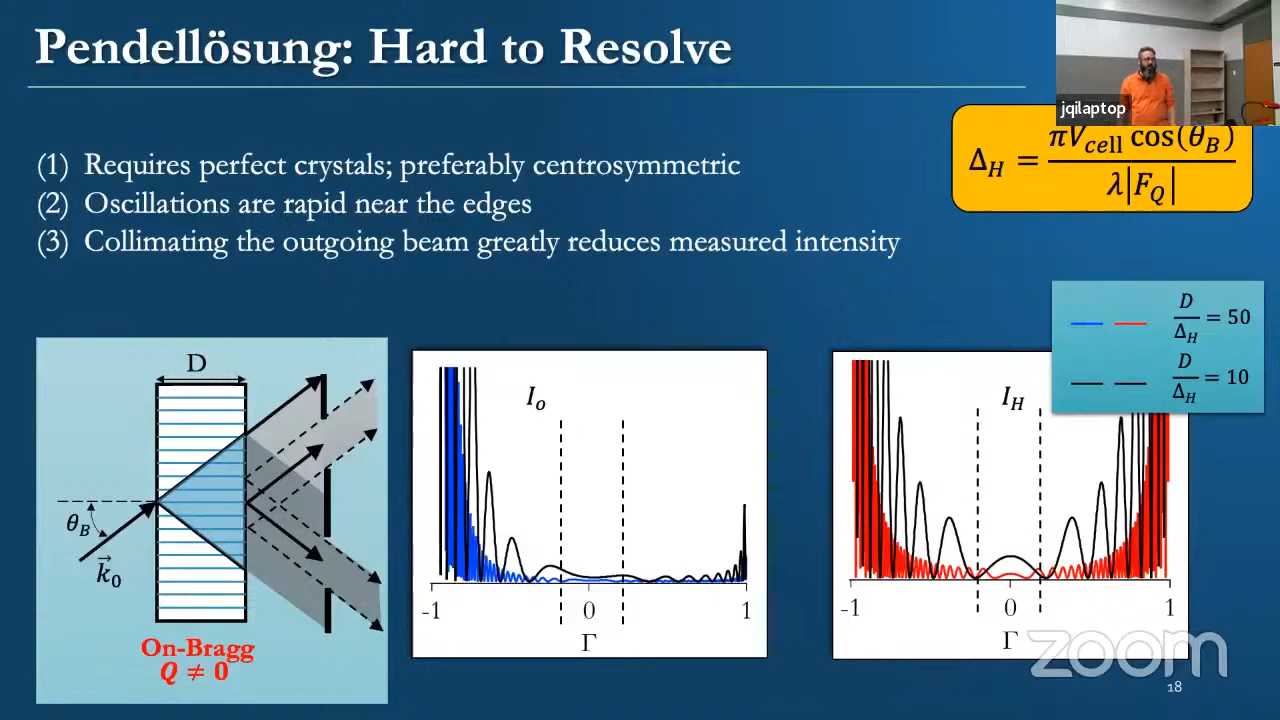 Pendellösung: Hard to Resolve
jqilaptop
(1) Requires perfect crystals; preferably centrosymmetric
(2) Oscillations are rapid near the edges
(3) Collimating the outgoing beam greatly reduces measured intensity
Δ_H = πV_cell cos(θ_B) / λ|F_Q|
D/Δ_H = 50
D/Δ_H = 10
D
θ_B
k⃗_0
On-Bragg
Q ≠ 0
I_o
-1 0 1
Γ
I_H
-1 0 1
Γ
zoom
18